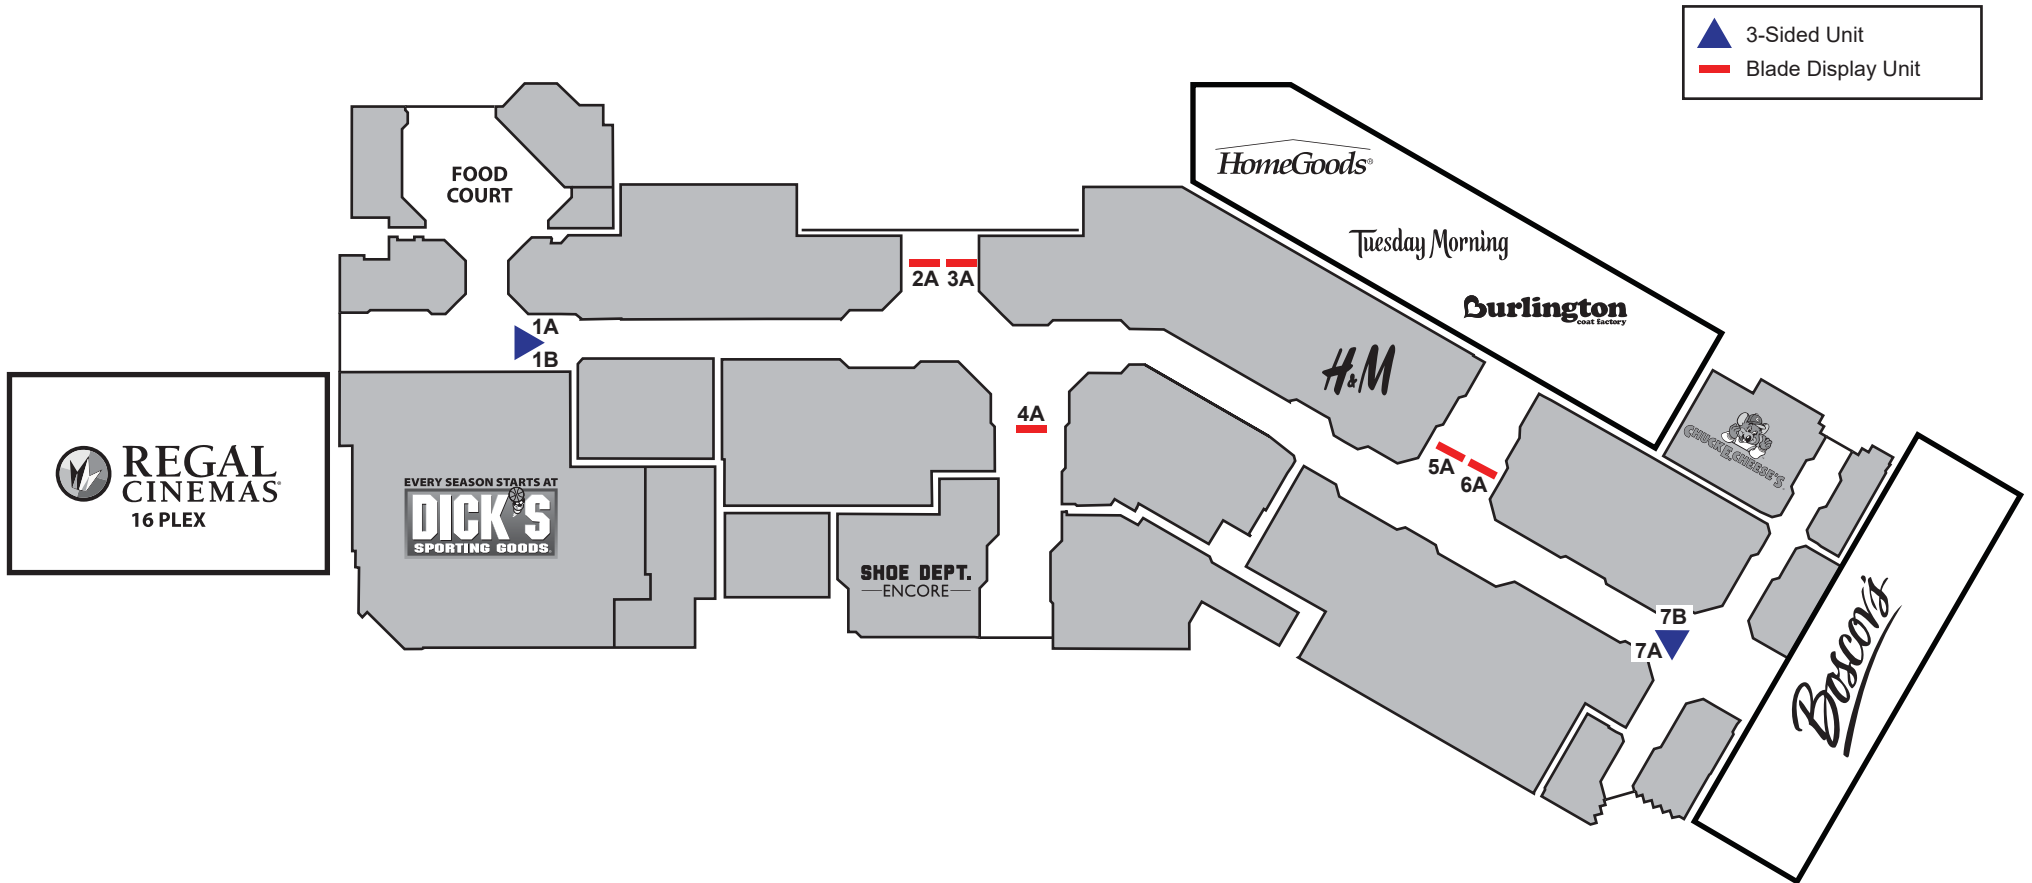 3-Sided Unit
Blade Display Unit
HomeGoods®
FOOD
COURT
Tuesday Morning
2A 3A
Burlington
coat factory
1A
1B
H&M
4A
CHUCK E. CHEESE'S
REGAL
CINEMAS
16 PLEX
5A
6A
EVERY SEASON STARTS AT
DICK'S
SPORTING GOODS
SHOE DEPT.
ENCORE
7B
7A
Boscov's